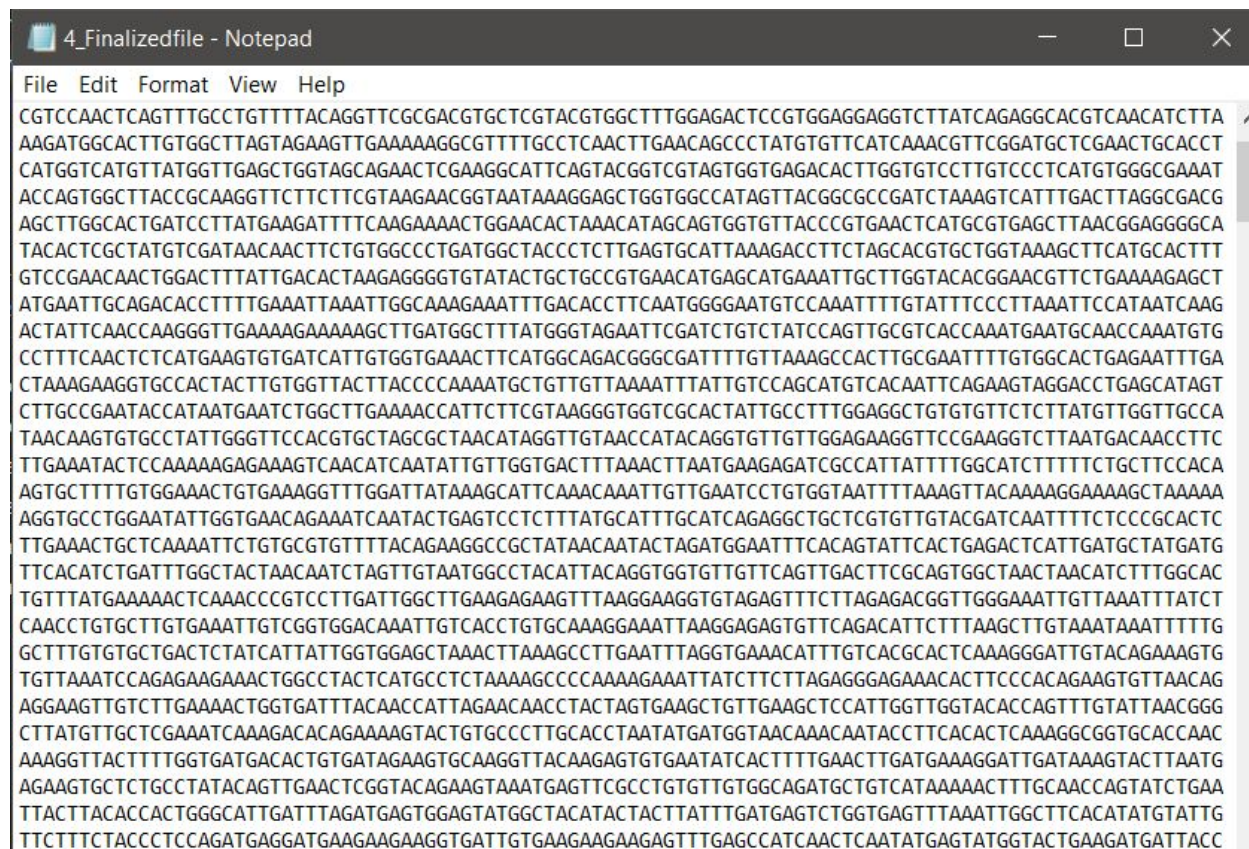 4_Finalizedfile - Notepad
File Edit Format View Help
CGTCCAACTCAGTTTGCCTGTTTTACAGGTTCGCGACGTGCTCGTACGTGGCTTTGGAGACTCCGTGGAGGAGGTCTTATCAGAGGCACGTCAACATCTTA
AAGATGGCACTTGTGGCTTAGTAGAAGTTGAAAAAGGCGTTTTGCCTCAACTTGAACAGCCCTATGTGTTCATCAAACGTTCGGATGCTCGAACTGCACCT
CATGGTCATGTTATGGTTGAGCTGGTAGCAGAACTCGAAGGCATTCAGTACGGTCGTAGTGGTGAGACACTTGGTGTCCTTGTCCCTCATGTGGGCGAAAT
ACCAGTGGCTTACCGCAAGGTTCTTCTTCGTAAGAACGGTAATAAAGGAGCTGGTGGCCATAGTTACGGCGCCGATCTAAAGTCATTTGACTTAGGCGACG
AGCTTGGCACTGATCCTTATGAAGATTTTCAAGAAAACTGGAACACTAAACATAGCAGTGGTGTTACCCGTGAACTCATGCGTGAGCTTAACGGAGGGGCA
TACACTCGCTATGTCGATAACAACTTCTGTGGCCCTGATGGCTACCCTCTTGAGTGCATTAAAGACCTTCTAGCACGTGCTGGTAAAGCTTCATGCACTTT
GTCCGAACAACTGGACTTTATTGACACTAAGAGGGGTGTATACTGCTGCCGTGAACATGAGCATGAAATTGCTTGGTACACGGAACGTTCTGAAAAGAGCT
ATGAATTGCAGACACCTTTTGAAATTAAATTGGCAAAGAAATTTGACACCTTCAATGGGGAATGTCCAAATTTTGTATTTCCCTTAAATTCCATAATCAAG
ACTATTCAACCAAGGGTTGAAAAGAAAAAGCTTGATGGCTTTATGGGTAGAATTCGATCTGTCTATCCAGTTGCGTCACCAAATGAATGCAACCAAATGTG
CCTTTCAACTCTCATGAAGTGTGATCATTGTGGTGAAACTTCATGGCAGACGGGCGATTTTGTTAAAGCCACTTGCGAATTTTGTGGCACTGAGAATTTGA
CTAAAGAAGGTGCCACTACTTGTGGTTACTTACCCCAAAATGCTGTTGTTAAAATTTATTGTCCAGCATGTCACAATTCAGAAGTAGGACCTGAGCATAGT
CTTGCCGAATACCATAATGAATCTGGCTTGAAAACCATTCTTCGTAAGGGTGGTCGCACTATTGCCTTTGGAGGCTGTGTGTTCTCTTATGTTGGTTGCCA
TAACAAGTGTGCCTATTGGGTTCCACGTGCTAGCGCTAACATAGGTTGTAACCATACAGGTGTTGTTGGAGAAGGTTCCGAAGGTCTTAATGACAACCTTC
TTGAAATACTCCAAAAAGAGAAAGTCAACATCAATATTGTTGGTGACTTTAAACTTAATGAAGAGATCGCCATTATTTTGGCATCTTTTTCTGCTTCCACA
AGTGCTTTTGTGGAAACTGTGAAAGGTTTGGATTATAAAGCATTCAAACAAATTGTTGAATCCTGTGGTAATTTTAAAGTTACAAAAGGAAAAGCTAAAAA
AGGTGCCTGGAATATTGGTGAACAGAAATCAATACTGAGTCCTCTTTATGCATTTGCATCAGAGGCTGCTCGTGTTGTACGATCAATTTTCTCCCGCACTC
TTGAAACTGCTCAAAATTCTGTGCGTGTTTTACAGAAGGCCGCTATAACAATACTAGATGGAATTTCACAGTATTCACTGAGACTCATTGATGCTATGATG
TTCACATCTGATTTGGCTACTAACAATCTAGTTGTAATGGCCTACATTACAGGTGGTGTTGTTCAGTTGACTTCGCAGTGGCTAACTAACATCTTTGGCAC
TGTTTATGAAAAACTCAAACCCGTCCTTGATTGGCTTGAAGAGAAGTTTAAGGAAGGTGTAGAGTTTCTTAGAGACGGTTGGGAAATTGTTAAATTTATCT
CAACCTGTGCTTGTGAAATTGTCGGTGGACAAATTGTCACCTGTGCAAAGGAAATTAAGGAGAGTGTTCAGACATTCTTTAAGCTTGTAAATAAATTTTTG
GCTTTGTGTGCTGACTCTATCATTATTGGTGGAGCTAAACTTAAAGCCTTGAATTTAGGTGAAACATTTGTCACGCACTCAAAGGGATTGTACAGAAAGTG
TGTTAAATCCAGAGAAGAAACTGGCCTACTCATGCCTCTAAAAGCCCCAAAAGAAATTATCTTCTTAGAGGGAGAAACACTTCCCACAGAAGTGTTAACAG
AGGAAGTTGTCTTGAAAACTGGTGATTTACAACCATTAGAACAACCTACTAGTGAAGCTGTTGAAGCTCCATTGGTTGGTACACCAGTTTGTATTAACGGG
CTTATGTTGCTCGAAATCAAAGACACAGAAAAGTACTGTGCCCTTGCACCTAATATGATGGTAACAAACAATACCTTCACACTCAAAGGCGGTGCACCAAC
AAAGGTTACTTTTGGTGATGACACTGTGATAGAAGTGCAAGGTTACAAGAGTGTGAATATCACTTTTGAACTTGATGAAAGGATTGATAAAGTACTTAATG
AGAAGTGCTCTGCCTATACAGTTGAACTCGGTACAGAAGTAAATGAGTTCGCCTGTGTTGTGGCAGATGCTGTCATAAAAACTTTGCAACCAGTATCTGAA
TTACTTACACCACTGGGCATTGATTTAGATGAGTGGAGTATGGCTACATACTACTTATTTGATGAGTCTGGTGAGTTTAAATTGGCTTCACATATGTATTG
TTCTTTCTACCCTCCAGATGAGGATGAAGAAGAAGGTGATTGTGAAGAAGAAGAGTTTGAGCCATCAACTCAATATGAGTATGGTACTGAAGATGATTACC